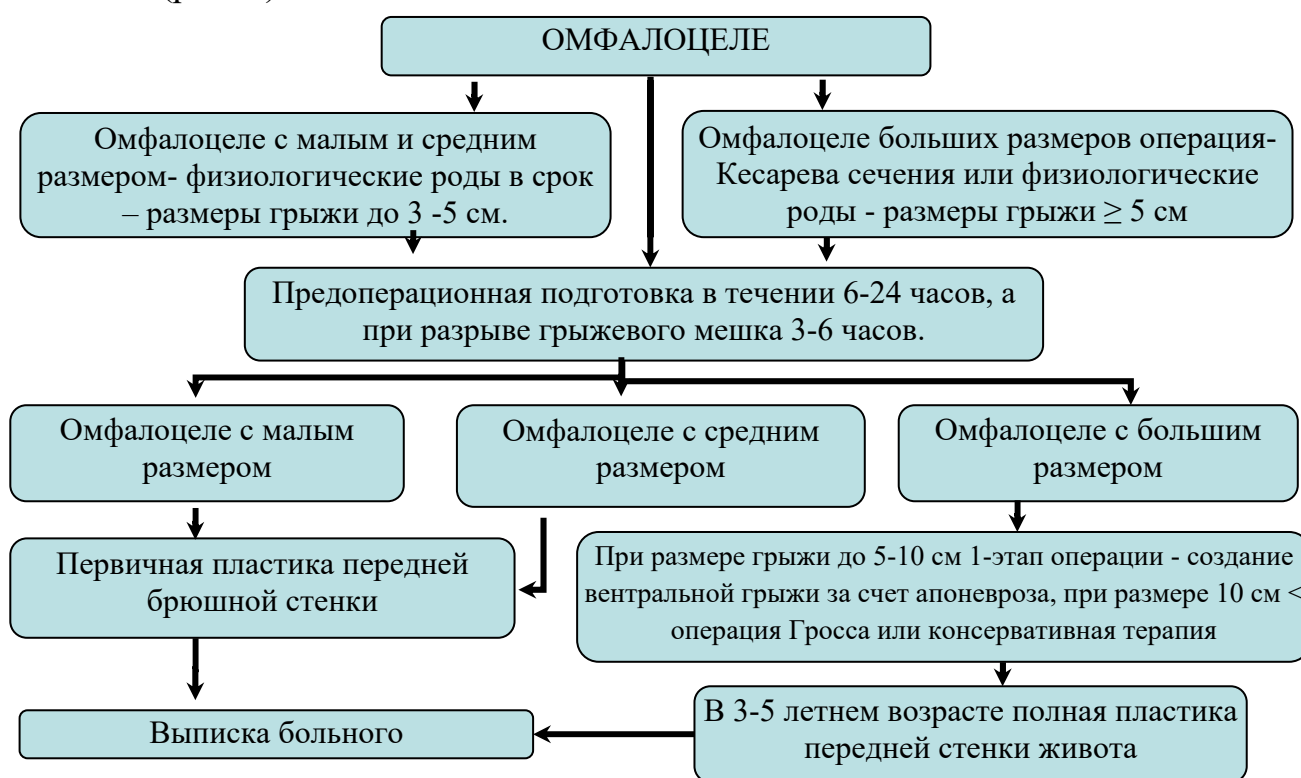 ОМФАЛОЦЕЛЕ
Омфалоцеле с малым и средним
размером- физиологические роды в срок
– размеры грыжи до 3 -5 см.
Омфалоцеле больших размеров операция-
Кесарева сечения или физиологические
роды - размеры грыжи ≥ 5 см
Предоперационная подготовка в течении 6-24 часов, а
при разрыве грыжевого мешка 3-6 часов.
Омфалоцеле с малым
размером
Омфалоцеле с средним
размером
Омфалоцеле с большим
размером
Первичная пластика передней
брюшной стенки
При размере грыжи до 5-10 см 1-этап операции - создание
вентральной грыжи за счет апоневроза, при размере 10 см <
операция Гросса или консервативная терапия
В 3-5 летнем возрасте полная пластика
передней стенки живота
Выписка больного